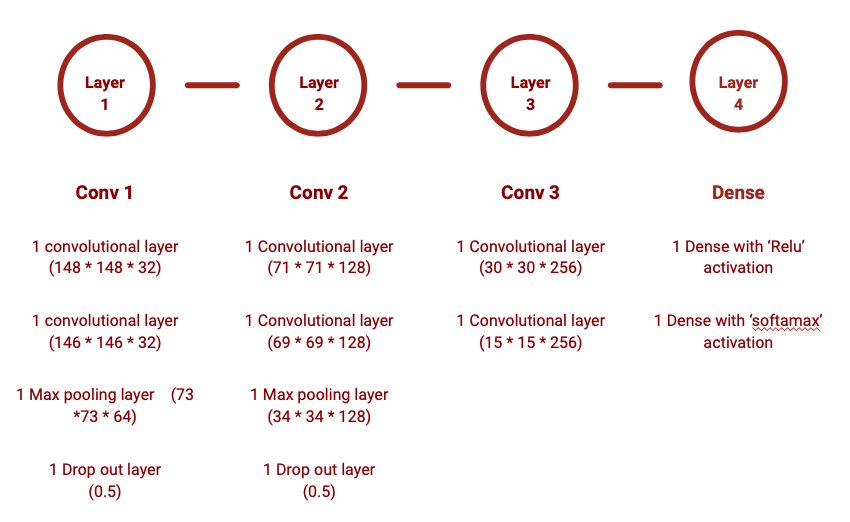 Layer
1
Layer
2
Layer
3
Layer
4
Conv 1
Conv 2
Conv 3
Dense
1 convolutional layer
(148 * 148 * 32)
1 Convolutional layer
(71 * 71 * 128)
1 Convolutional layer
(30 * 30 * 256)
1 Dense with ‘Relu’
activation
1 convolutional layer
(146 * 146 * 32)
1 Convolutional layer
(69 * 69 * 128)
1 Convolutional layer
(15 * 15 * 256)
1 Dense with ‘softamax’
activation
1 Max pooling layer (73
*73 * 64)
1 Max pooling layer
(34 * 34 * 128)
1 Drop out layer
(0.5)
1 Drop out layer
(0.5)